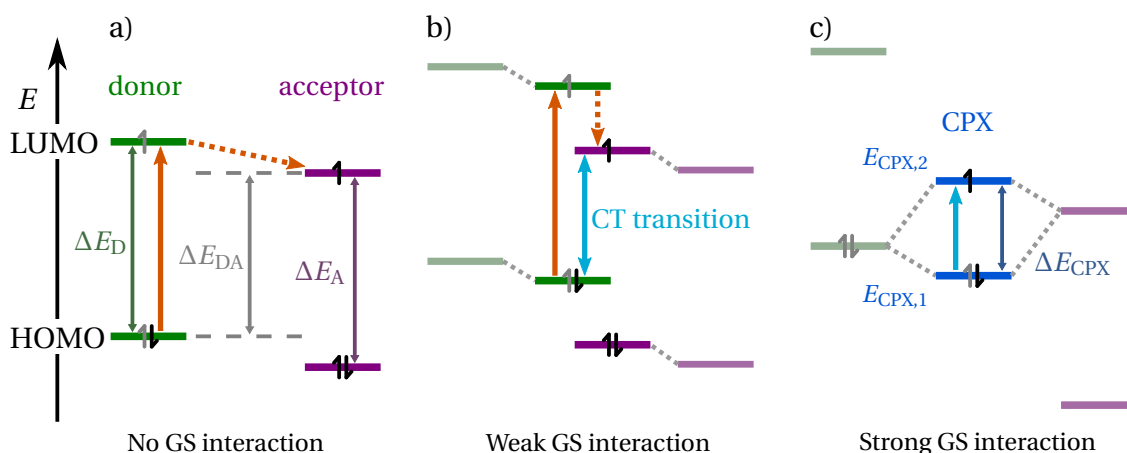 a)
b)
c)
E
donor
acceptor
CPX
LUMO
E_CPX,2
ΔE_D
ΔE_DA
ΔE_A
CT transition
ΔE_CPX
E_CPX,1
HOMO
No GS interaction
Weak GS interaction
Strong GS interaction